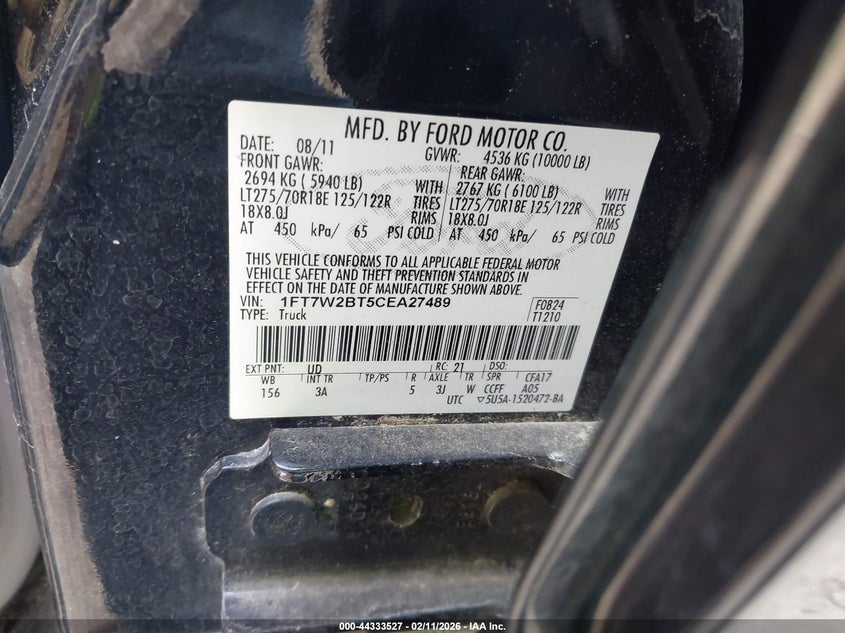 MFD. BY FORD MOTOR CO.
DATE: 08/11 GVWR: 4536 KG (10000 LB)
FRONT GAWR: REAR GAWR:
2694 KG ( 5940 LB) WITH 2767 KG ( 6100 LB) WITH
LT275/70R18E 125/122R TIRES LT275/70R18E 125/122R TIRES
18X8.0J RIMS 18X8.0J RIMS
AT 450 kPa/ 65 PSI COLD AT 450 kPa/ 65 PSI COLD
THIS VEHICLE CONFORMS TO ALL APPLICABLE FEDERAL MOTOR
VEHICLE SAFETY AND THEFT PREVENTION STANDARDS IN
EFFECT ON THE DATE OF MANUFACTURE SHOWN ABOVE.
VIN: 1FT7W2BT5CEA27489 F0824
TYPE: Truck T1210
EXT PNT: UD RC: 21 DSO:
WB INT TR TP/PS R AXLE TR SPR CFA17
156 3A 5 3J W CCFF A05
UTC ▽5U5A-1520472-BA
000-44333527 - 02/11/2026 - IAA Inc.